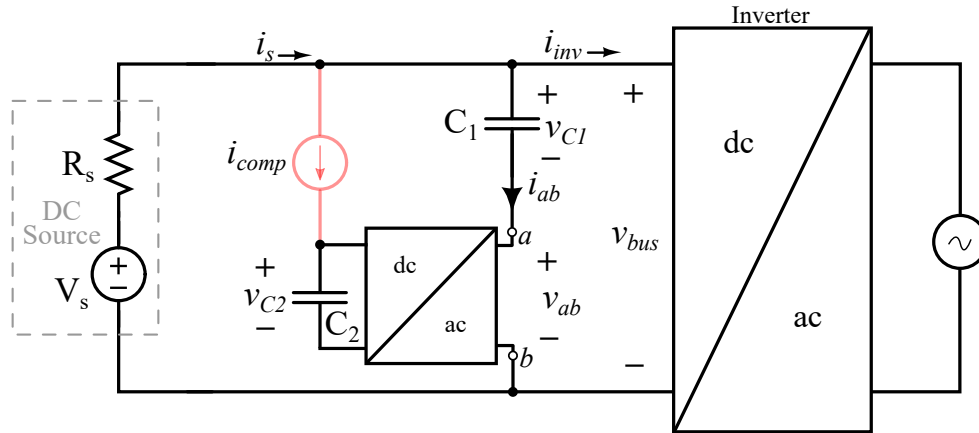 Inverter
i_s
i_inv
+
+
C_1
v_C1
−
dc
R_s
i_comp
i_ab
DC
Source
a
v_bus
+
−
V_s
+
v_C2
−
C_2
dc
ac
+
v_ab
−
b
−
ac